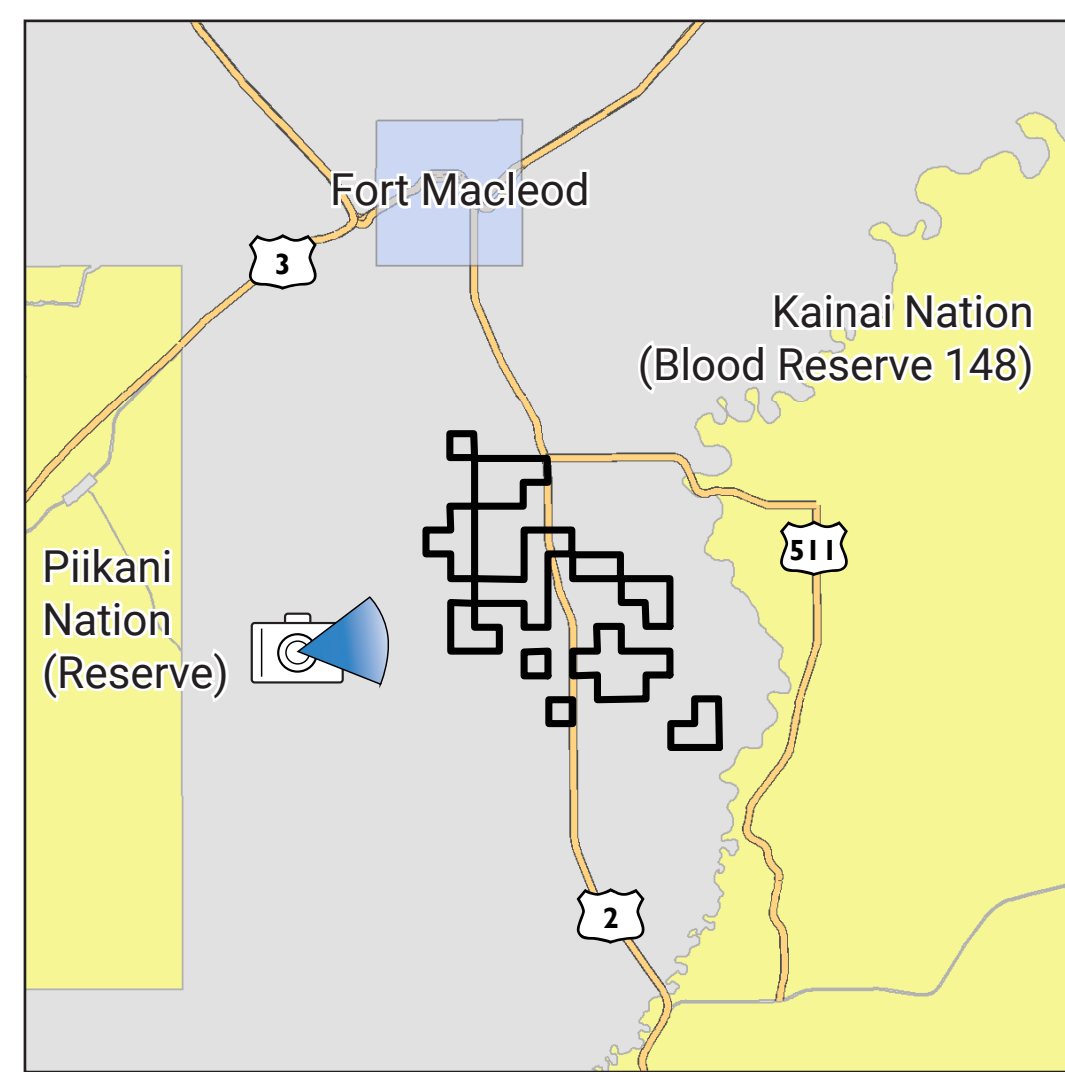 Fort Macleod
3
Kainai Nation
(Blood Reserve 148)
511
Piikani
Nation
(Reserve)
2